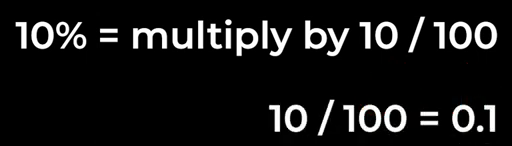 10% = multiply by 10 / 100
10 / 100 = 0.1